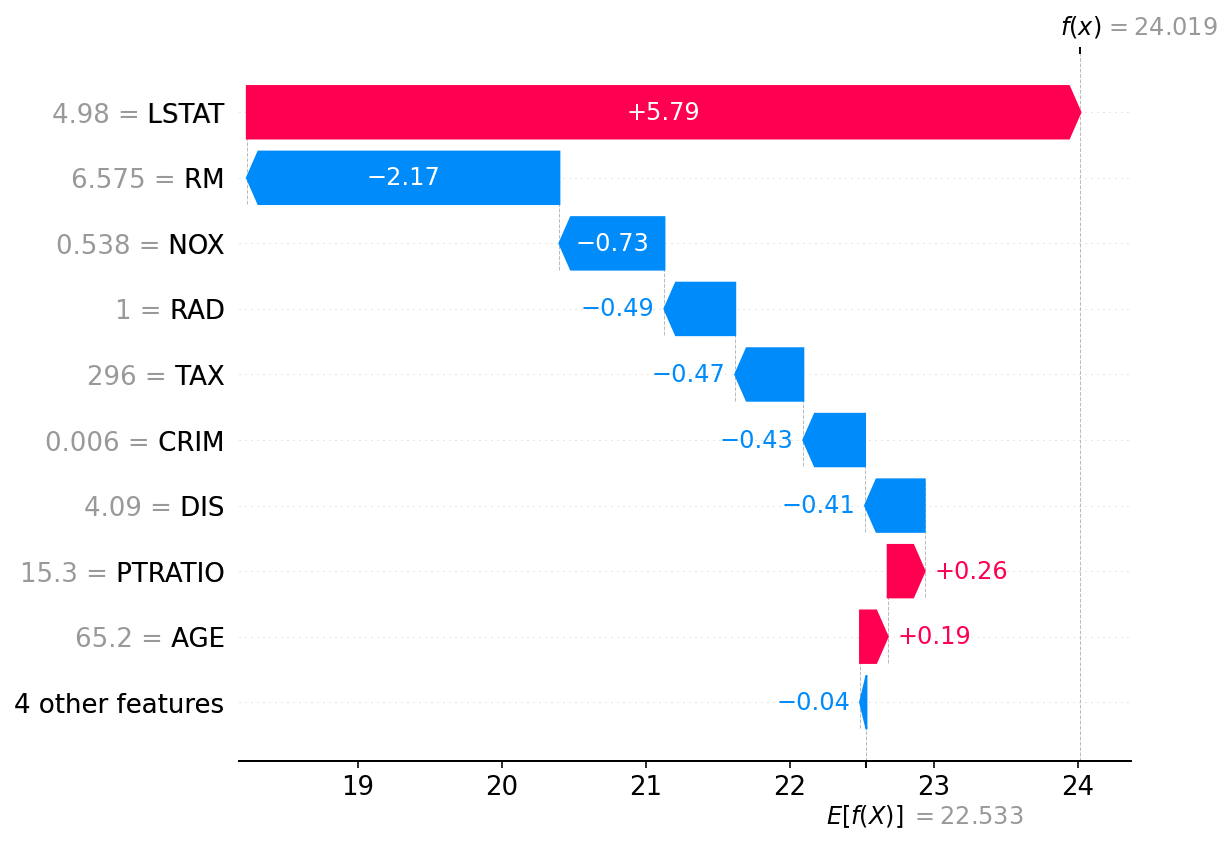 f(x) = 24.019
4.98 = LSTAT +5.79
6.575 = RM −2.17
0.538 = NOX −0.73
1 = RAD −0.49
296 = TAX −0.47
0.006 = CRIM −0.43
4.09 = DIS −0.41
15.3 = PTRATIO +0.26
65.2 = AGE +0.19
4 other features −0.04
19 20 21 22 23 24
E[f(X)] = 22.533